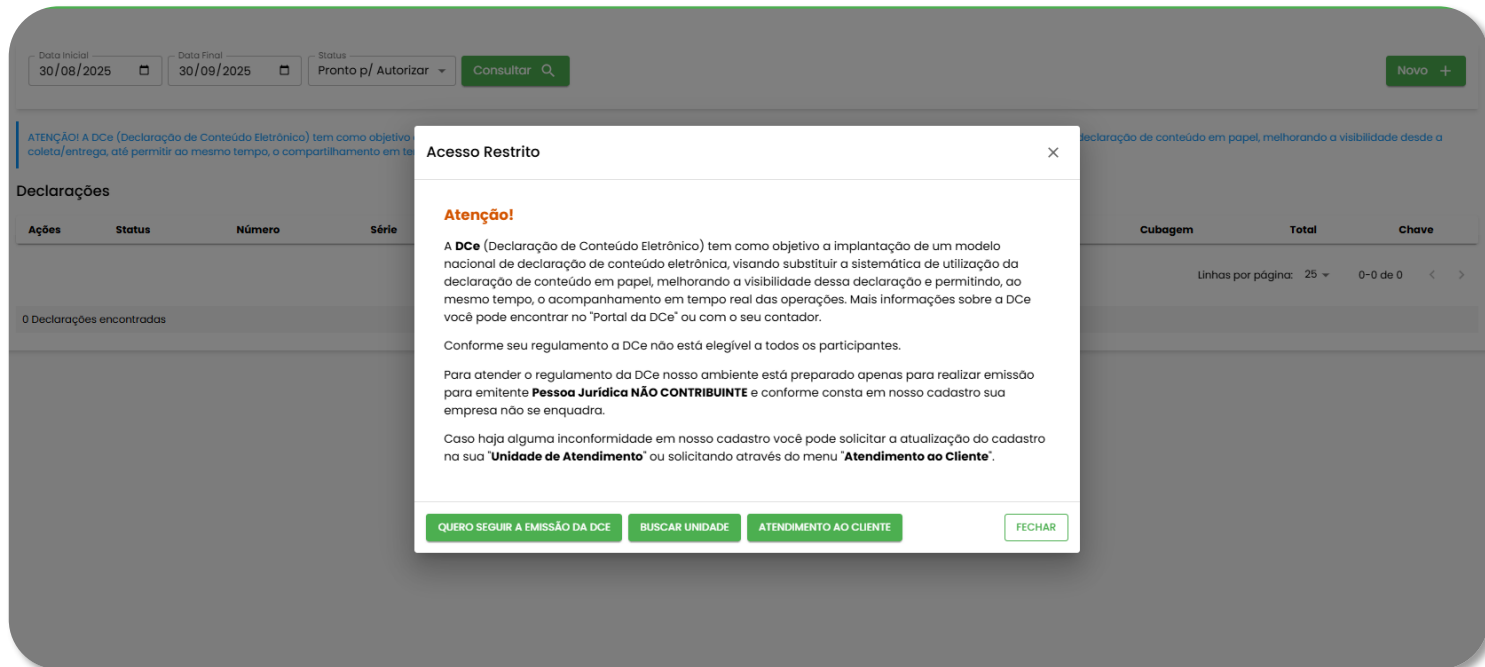 Data Inicial
30/08/2025
Data Final
30/09/2025
Status
Pronto p/ Autorizar
Consultar
Novo
ATENÇÃO! A DCe (Declaração de Conteúdo Eletrônico) tem como objetivo
declaração de conteúdo em papel, melhorando a visibilidade desde a
coleta/entrega, até permitir ao mesmo tempo, o compartilhamento em
Declarações
Ações Status Número Série Cubagem Total Chave
Linhas por página: 25 0-0 de 0
0 Declarações encontradas
Acesso Restrito
Atenção!
A DCe (Declaração de Conteúdo Eletrônico) tem como objetivo a implantação de um modelo
nacional de declaração de conteúdo eletrônica, visando substituir a sistemática de utilização da
declaração de conteúdo em papel, melhorando a visibilidade dessa declaração e permitindo, ao
mesmo tempo, o acompanhamento em tempo real das operações. Mais informações sobre a DCe
você pode encontrar no "Portal da DCe" ou com o seu contador.
Conforme seu regulamento a DCe não está elegível a todos os participantes.
Para atender o regulamento da DCe nosso ambiente está preparado apenas para realizar emissão
para emitente Pessoa Jurídica NÃO CONTRIBUINTE e conforme consta em nosso cadastro sua
empresa não se enquadra.
Caso haja alguma inconformidade em nosso cadastro você pode solicitar a atualização do cadastro
na sua "Unidade de Atendimento" ou solicitando através do menu "Atendimento ao Cliente".
QUERO SEGUIR A EMISSÃO DA DCE
BUSCAR UNIDADE
ATENDIMENTO AO CLIENTE
FECHAR